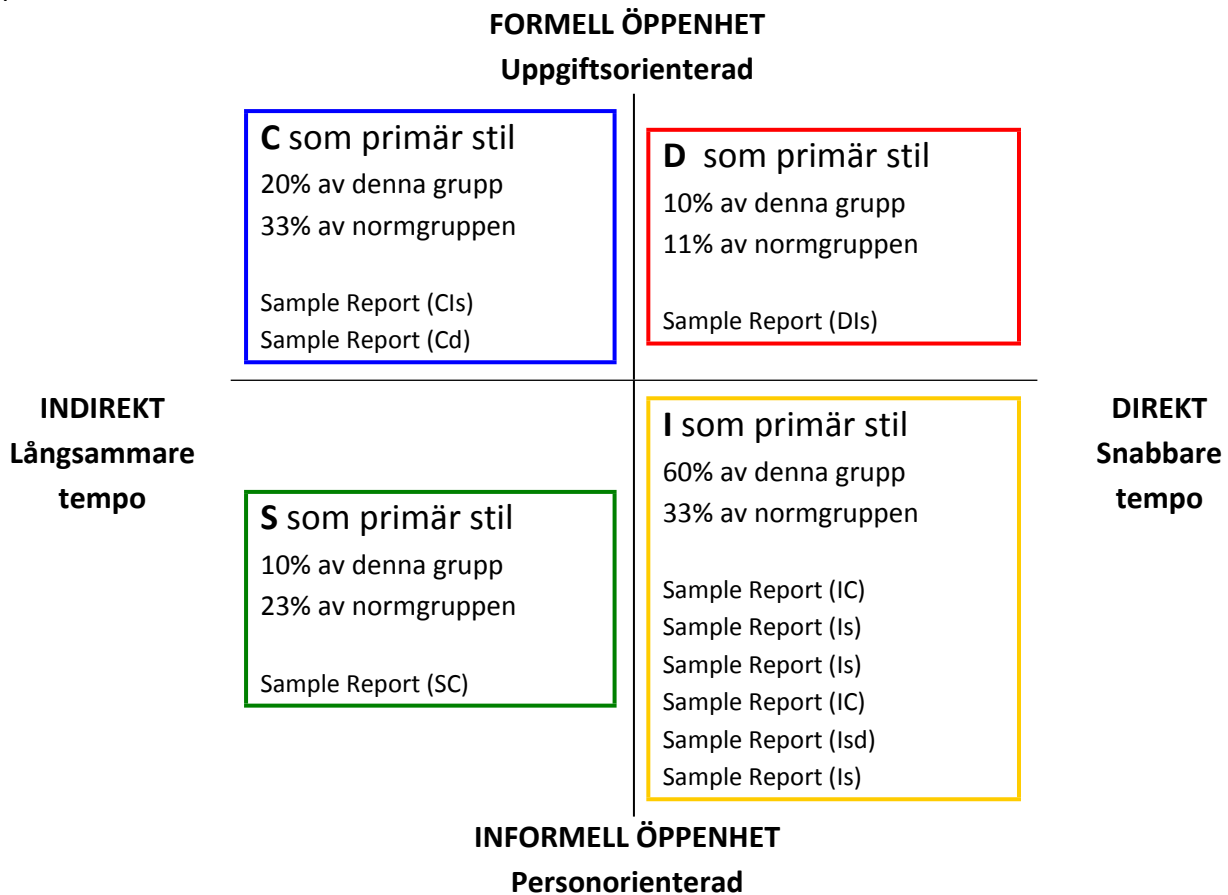 FORMELL ÖPPENHET
Uppgiftsorienterad
C som primär stil
20% av denna grupp
33% av normgruppen
Sample Report (CIs)
Sample Report (Cd)
D som primär stil
10% av denna grupp
11% av normgruppen
Sample Report (DIs)
INDIREKT
Långsammare
tempo
DIREKT
Snabbare
tempo
S som primär stil
10% av denna grupp
23% av normgruppen
Sample Report (SC)
I som primär stil
60% av denna grupp
33% av normgruppen
Sample Report (IC)
Sample Report (Is)
Sample Report (Is)
Sample Report (IC)
Sample Report (Isd)
Sample Report (Is)
INFORMELL ÖPPENHET
Personorienterad